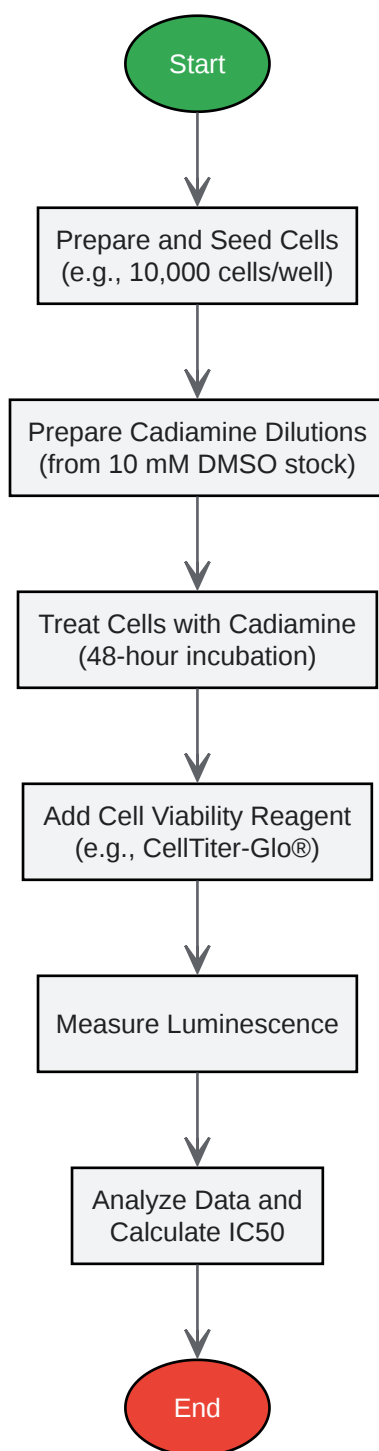 Start
Prepare and Seed Cells
(e.g., 10,000 cells/well)
Prepare Cadiamine Dilutions
(from 10 mM DMSO stock)
Treat Cells with Cadiamine
(48-hour incubation)
Add Cell Viability Reagent
(e.g., CellTiter-Glo®)
Measure Luminescence
Analyze Data and
Calculate IC50
End